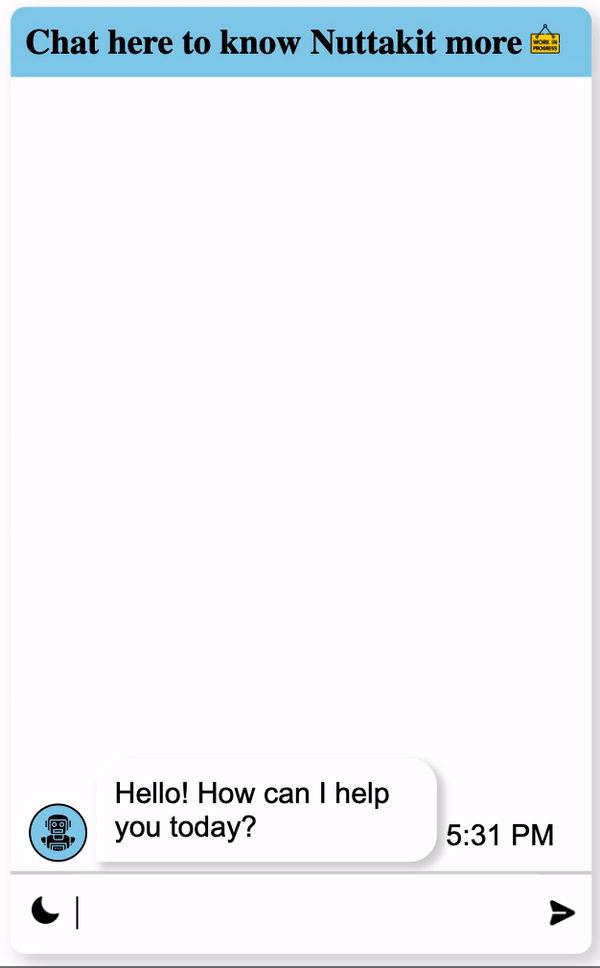 Chat here to know Nuttakit more
WORK IN
PROGRESS
Hello! How can I help
you today?
5:31 PM